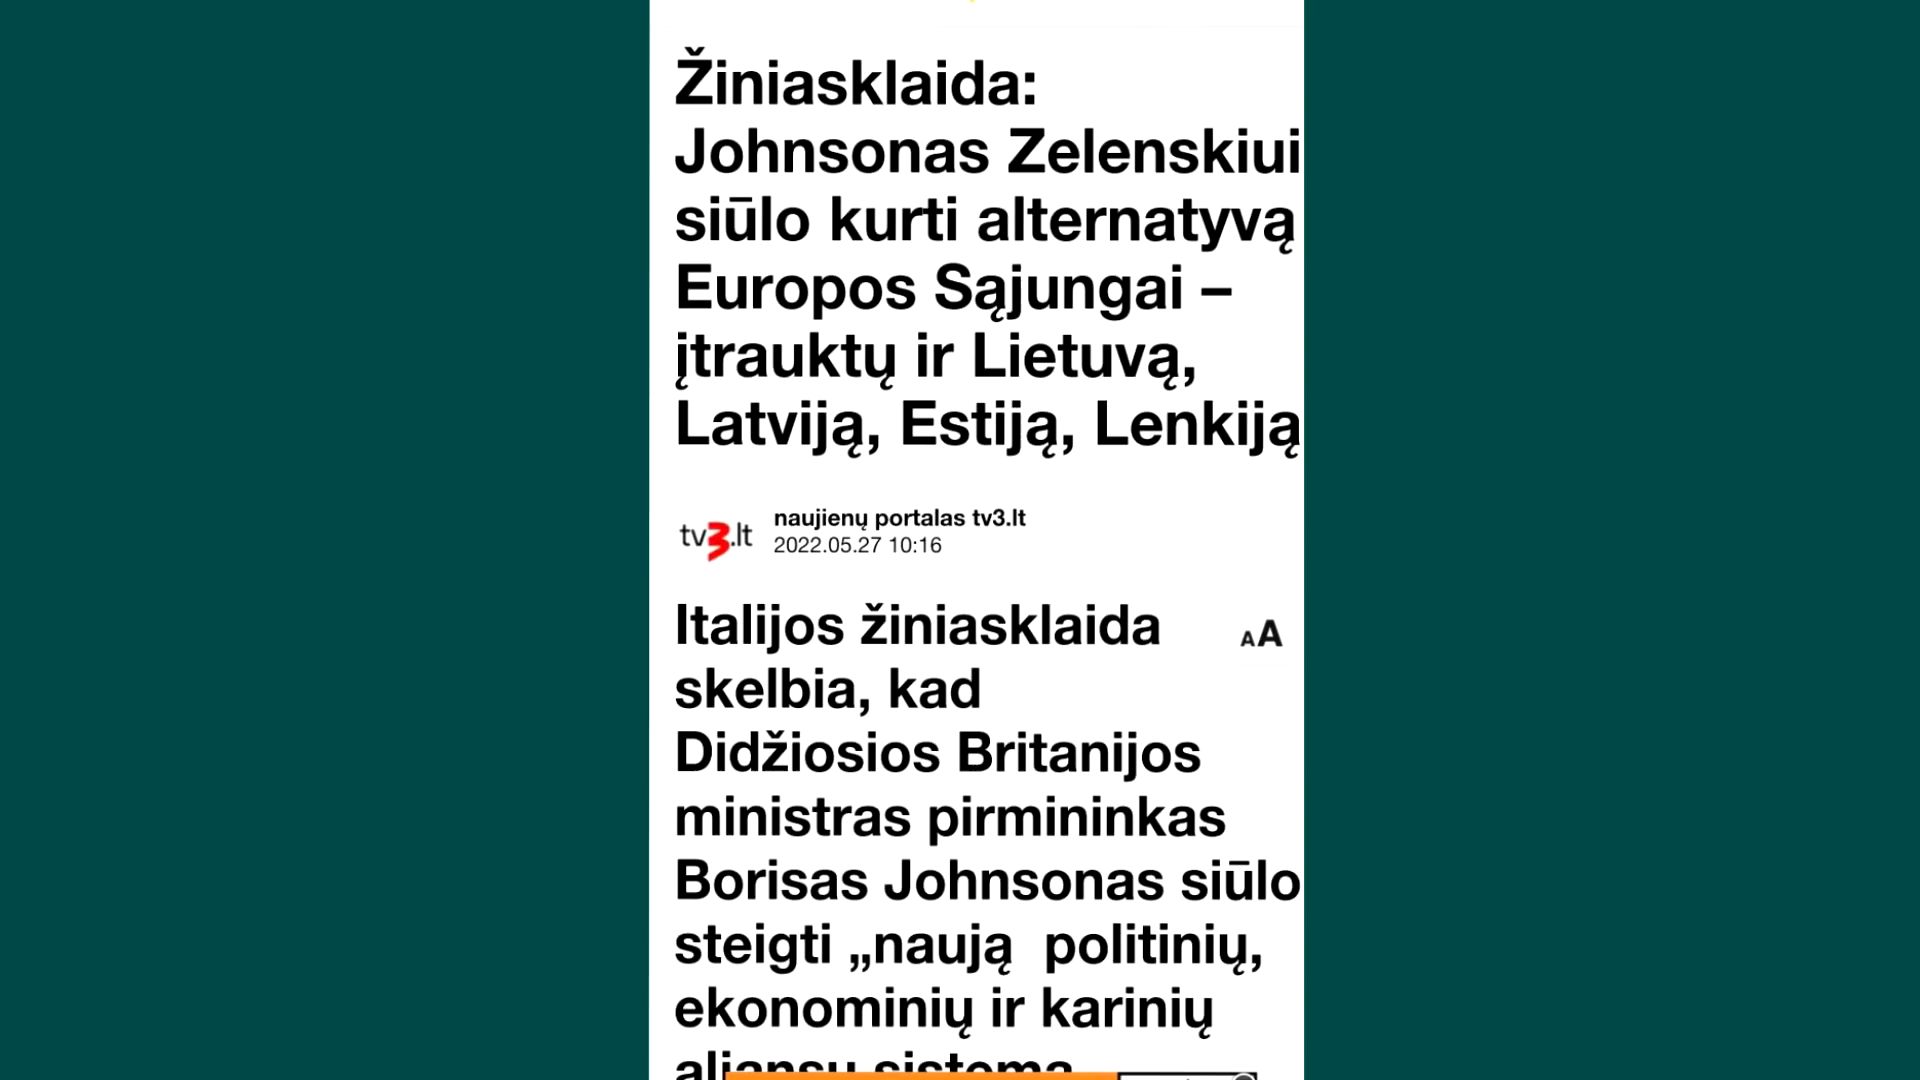 Žiniasklaida:
Johnsonas Zelenskiui
siūlo kurti alternatyvą
Europos Sąjungai –
įtrauktų ir Lietuvą,
Latviją, Estiją, Lenkiją
tv3.lt
naujienų portalas tv3.lt
2022.05.27 10:16
Italijos žiniasklaida
AA
skelbia, kad
Didžiosios Britanijos
ministras pirmininkas
Borisas Johnsonas siūlo
steigti „naują politinių,
ekonominių ir karinių
aljansų sistemą